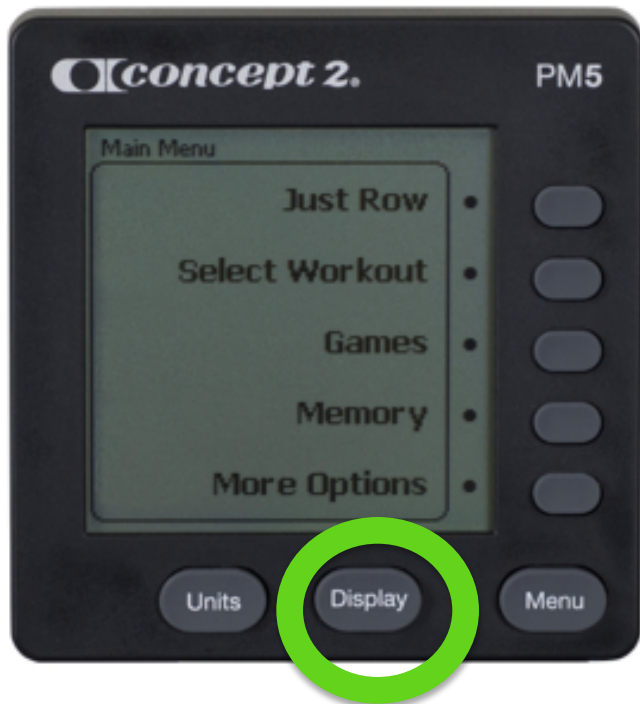 concept 2.
PM5
Main Menu
Just Row
Select Workout
Games
Memory
More Options
Units
Display
Menu